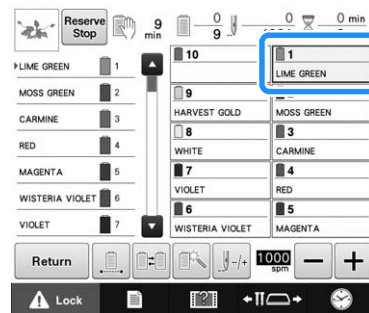 Reserve Stop 9 min 0 9 0 0 min
LIME GREEN 1
MOSS GREEN 2
CARMINE 3
RED 4
MAGENTA 5
WISTERIA VIOLET 6
VIOLET 7
10
1 LIME GREEN
9 HARVEST GOLD
MOSS GREEN
8 WHITE
3 CARMINE
7 VIOLET
4 RED
6 WISTERIA VIOLET
5 MAGENTA
Return -/+ 1000 spm - +
Lock